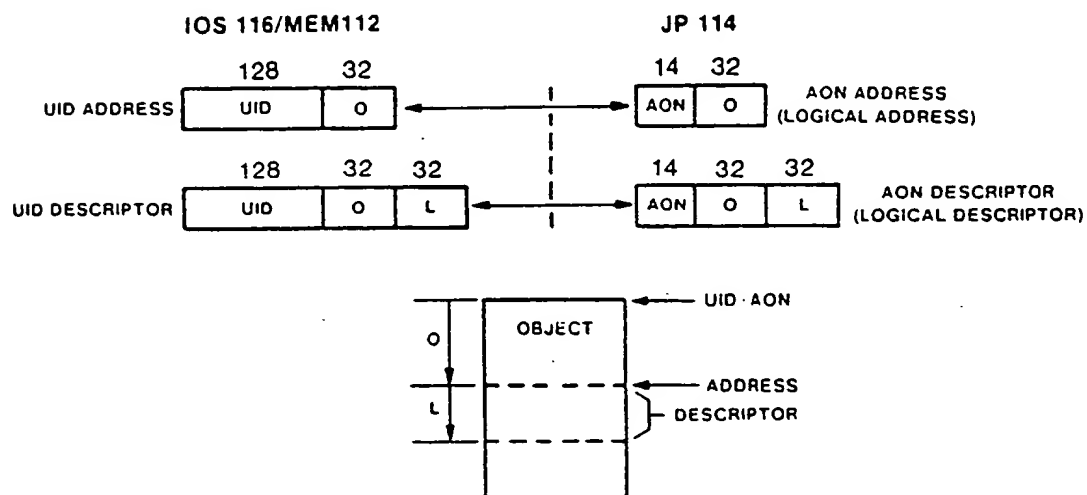 IOS 116/MEM112 JP 114
128 32 14 32
UID ADDRESS UID O AON O AON ADDRESS
(LOGICAL ADDRESS)
128 32 32 14 32 32
UID DESCRIPTOR UID O L AON O L AON DESCRIPTOR
(LOGICAL DESCRIPTOR)
UID·AON
OBJECT
O
ADDRESS
L
DESCRIPTOR